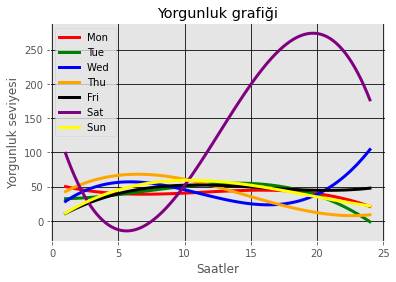 Yorgunluk grafiği
Yorgunluk seviyesi
250
200
150
100
50
0
Mon
Tue
Wed
Thu
Fri
Sat
Sun
0 5 10 15 20 25
Saatler